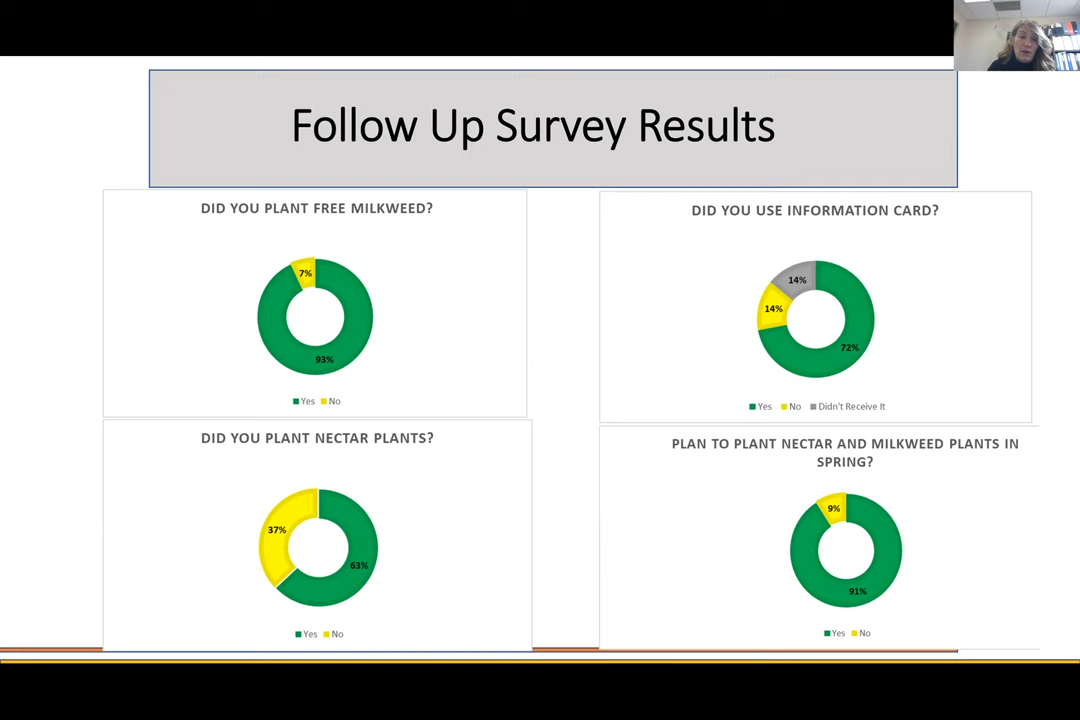 Follow Up Survey Results
DID YOU PLANT FREE MILKWEED?
7%
93%
Yes No
DID YOU USE INFORMATION CARD?
14%
14%
72%
Yes No Didn't Receive It
DID YOU PLANT NECTAR PLANTS?
37%
63%
Yes No
PLAN TO PLANT NECTAR AND MILKWEED PLANTS IN
SPRING?
9%
91%
Yes No